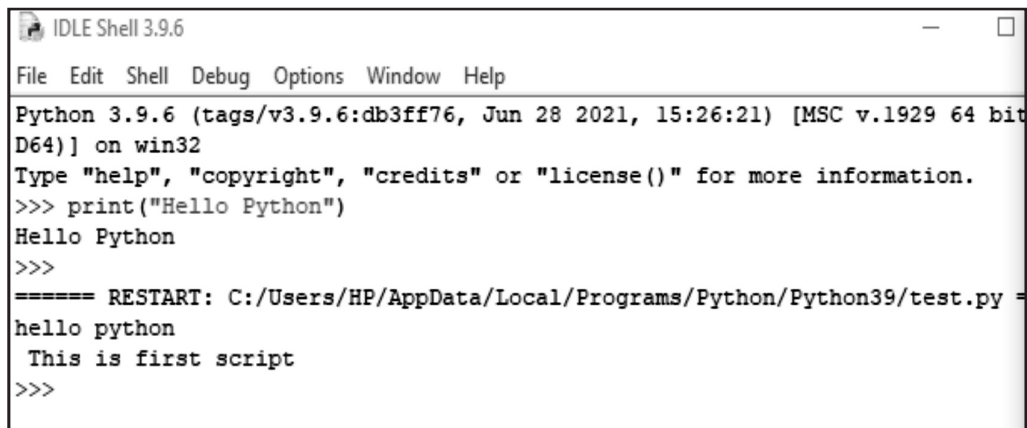 IDLE Shell 3.9.6
File Edit Shell Debug Options Window Help
Python 3.9.6 (tags/v3.9.6:db3ff76, Jun 28 2021, 15:26:21) [MSC v.1929 64 bit
D64)] on win32
Type "help", "copyright", "credits" or "license()" for more information.
>>> print("Hello Python")
Hello Python
>>>
====== RESTART: C:/Users/HP/AppData/Local/Programs/Python/Python39/test.py =
hello python
 This is first script
>>>